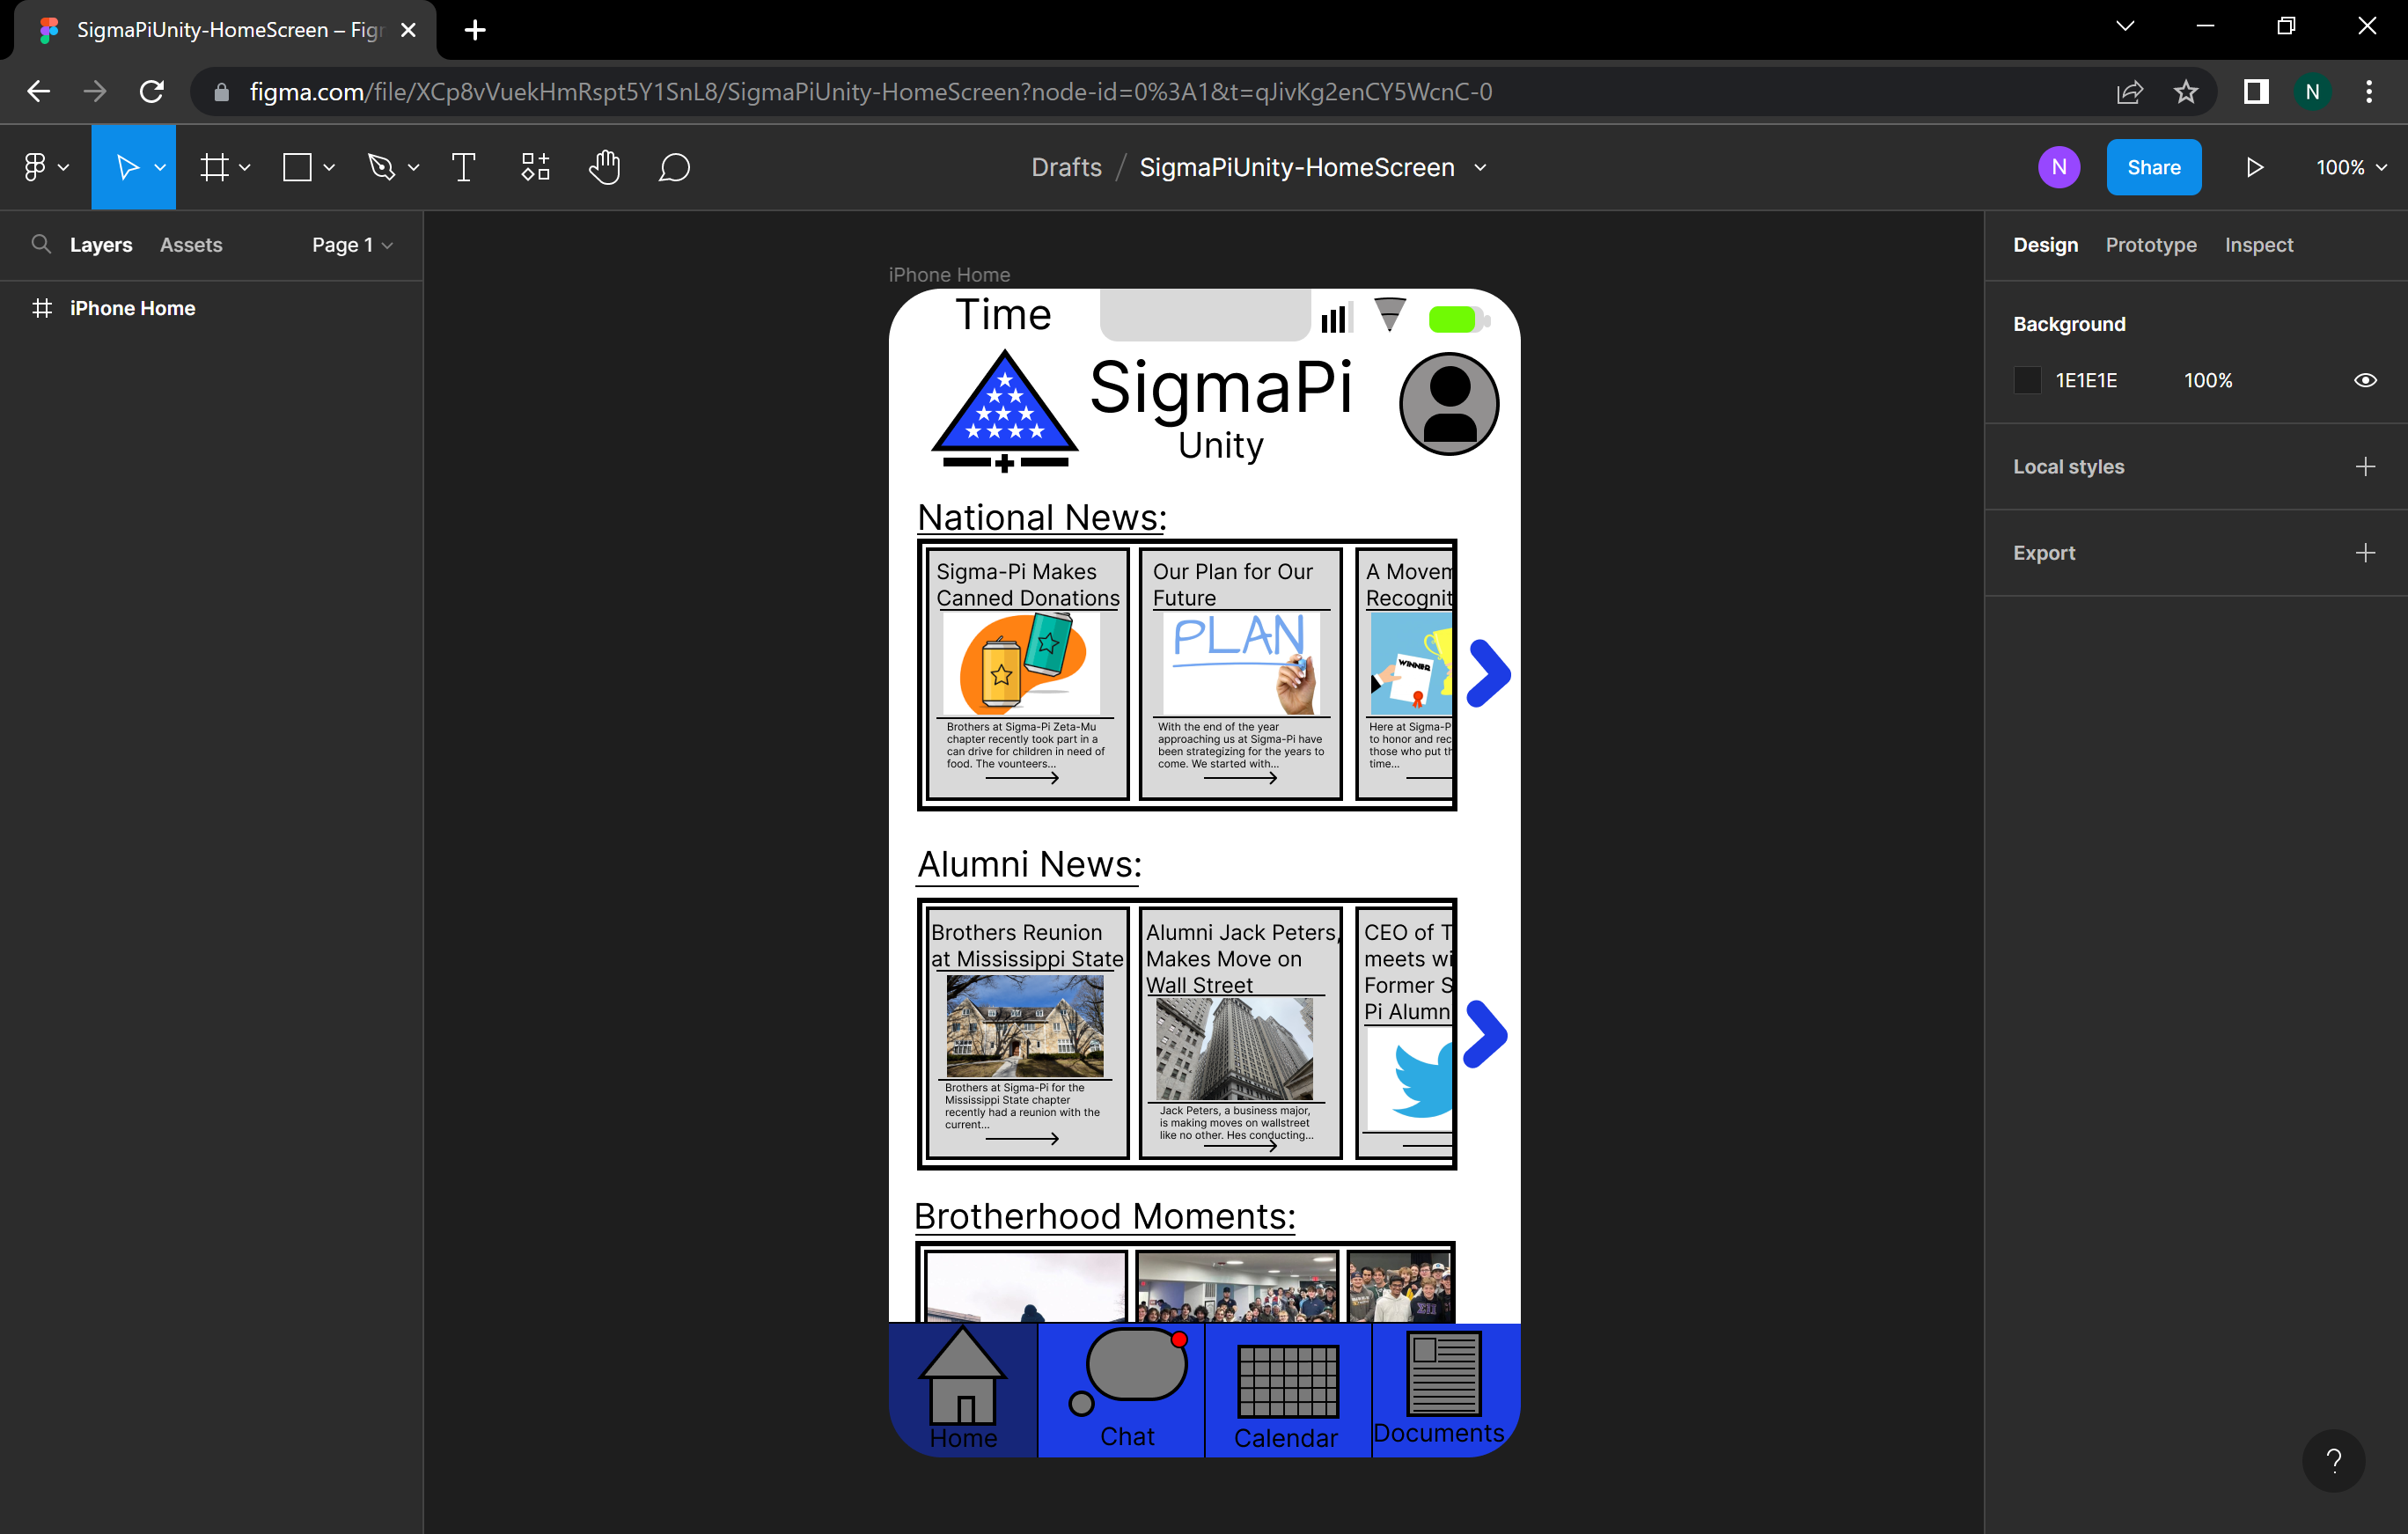 SigmaPiUnity-HomeScreen – Figr
figma.com/file/XCp8vVuekHmRspt5Y1SnL8/SigmaPiUnity-HomeScreen?node-id=0%3A1&t=qJivKg2enCY5WcnC-0
N
Drafts / SigmaPiUnity-HomeScreen
N
Share
100%
Layers
Assets
Page 1
iPhone Home
iPhone Home
Time
SigmaPi
Unity
National News:
Sigma-Pi Makes
Canned Donations
Brothers at Sigma-Pi Zeta-Mu
chapter recently took part in a
can drive for children in need of
food. The vounteers...
Our Plan for Our
Future
PLAN
With the end of the year
approaching us at Sigma-Pi have
been strategizing for the years to
come. We started with...
A Movem
Recognit
WINNER
Here at Sigma-P
to honor and rec
those who put th
time...
Alumni News:
Brothers Reunion
at Mississippi State
Brothers at Sigma-Pi for the
Mississippi State chapter
recently had a reunion with the
current...
Alumni Jack Peters,
Makes Move on
Wall Street
Jack Peters, a business major,
is making moves on wallstreet
like no other. Hes conducting...
CEO of T
meets wi
Former S
Pi Alumn
Brotherhood Moments:
ΣΠ
Home
Chat
Calendar
Documents
Design
Prototype
Inspect
Background
1E1E1E
100%
Local styles
Export
?